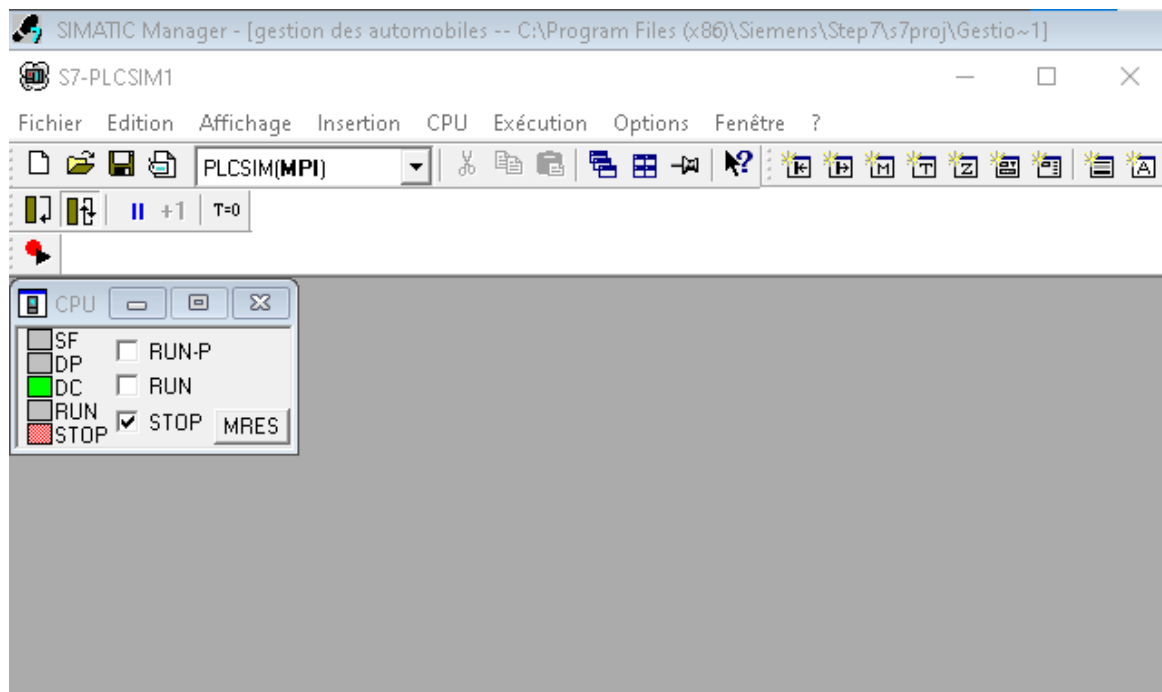 SIMATIC Manager - [gestion des automobiles -- C:\Program Files (x86)\Siemens\Step7\s7proj\Gestio~1]
S7-PLCSIM1
Fichier Edition Affichage Insertion CPU Exécution Options Fenêtre ?
PLCSIM(MPI)
+1 T=0
CPU
SF
DP
DC
RUN
STOP
RUN-P
RUN
STOP
MRES